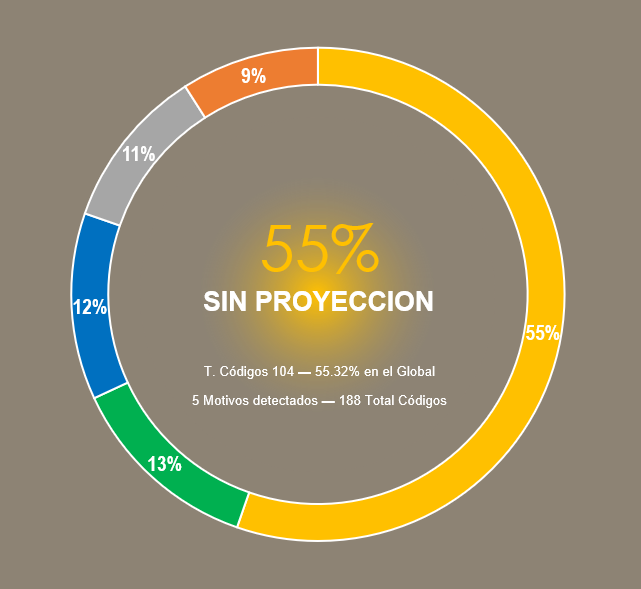 9%
11%
55%
SIN PROYECCION
12%
55%
T. Códigos 104 — 55.32% en el Global
5 Motivos detectados — 188 Total Códigos
13%